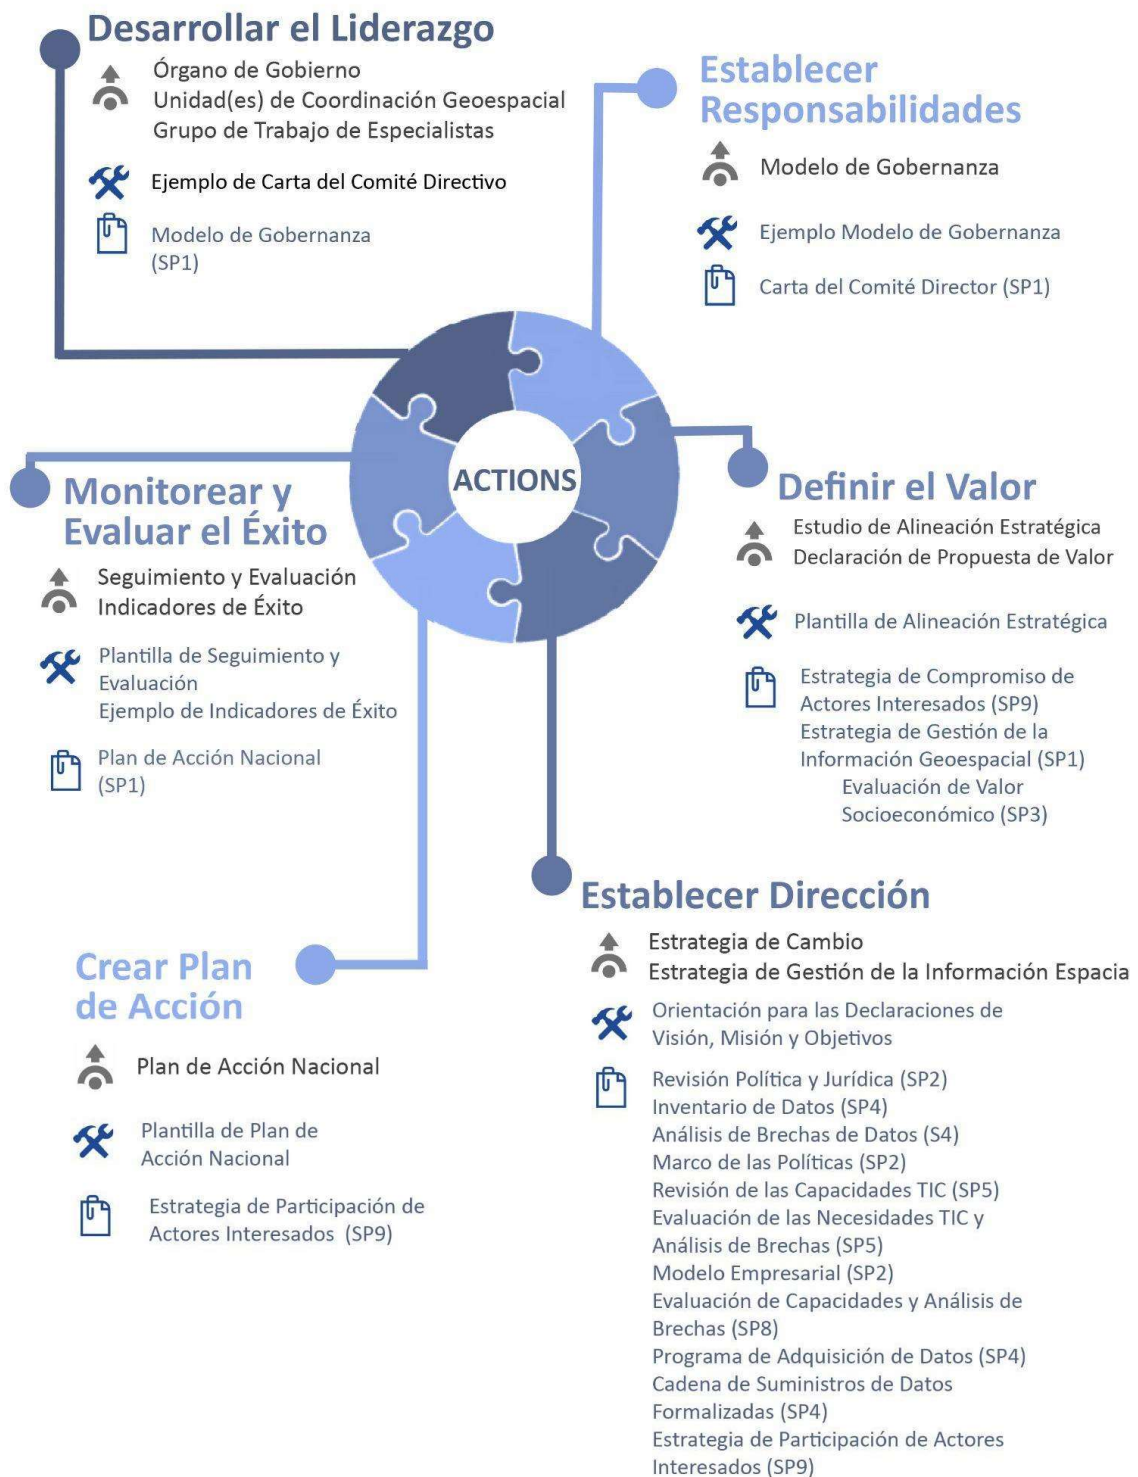 Desarrollar el Liderazgo
Órgano de Gobierno
Unidad(es) de Coordinación Geoespacial
Grupo de Trabajo de Especialistas
Ejemplo de Carta del Comité Directivo
Modelo de Gobernanza
(SP1)
Establecer
Responsabilidades
Modelo de Gobernanza
Ejemplo Modelo de Gobernanza
Carta del Comité Director (SP1)
ACTIONS
Monitorear y
Evaluar el Éxito
Seguimiento y Evaluación
Indicadores de Éxito
Plantilla de Seguimiento y
Evaluación
Ejemplo de Indicadores de Éxito
Plan de Acción Nacional
(SP1)
Definir el Valor
Estudio de Alineación Estratégica
Declaración de Propuesta de Valor
Plantilla de Alineación Estratégica
Estrategia de Compromiso de
Actores Interesados (SP9)
Estrategia de Gestión de la
Información Geoespacial (SP1)
Evaluación de Valor
Socioeconómico (SP3)
Establecer Dirección
Estrategia de Cambio
Estrategia de Gestión de la Información Espacia
Orientación para las Declaraciones de
Visión, Misión y Objetivos
Revisión Política y Jurídica (SP2)
Inventario de Datos (SP4)
Análisis de Brechas de Datos (S4)
Marco de las Políticas (SP2)
Revisión de las Capacidades TIC (SP5)
Evaluación de las Necesidades TIC y
Análisis de Brechas (SP5)
Modelo Empresarial (SP2)
Evaluación de Capacidades y Análisis de
Brechas (SP8)
Programa de Adquisición de Datos (SP4)
Cadena de Suministros de Datos
Formalizadas (SP4)
Estrategia de Participación de Actores
Interesados (SP9)
Crear Plan
de Acción
Plan de Acción Nacional
Plantilla de Plan de
Acción Nacional
Estrategia de Participación de
Actores Interesados (SP9)